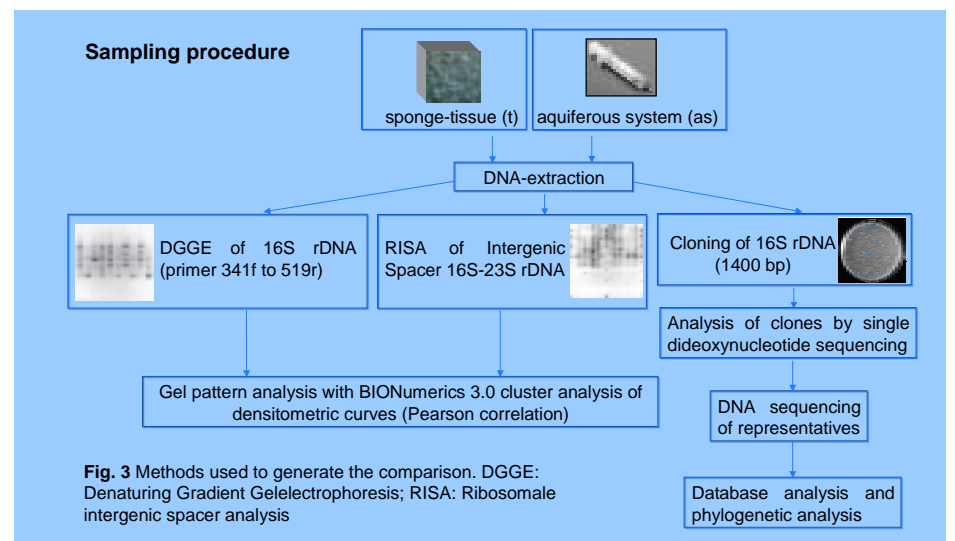 Sampling procedure
sponge-tissue (t)
aquiferous system (as)
DNA-extraction
DGGE of 16S rDNA
(primer 341f to 519r)
RISA of Intergenic
Spacer 16S-23S rDNA
Cloning of 16S rDNA
(1400 bp)
Analysis of clones by single
dideoxynucleotide sequencing
Gel pattern analysis with BIONumerics 3.0 cluster analysis of
densitometric curves (Pearson correlation)
DNA sequencing
of representatives
Database analysis and
phylogenetic analysis
Fig. 3 Methods used to generate the comparison. DGGE:
Denaturing Gradient Gelelectrophoresis; RISA: Ribosomale
intergenic spacer analysis